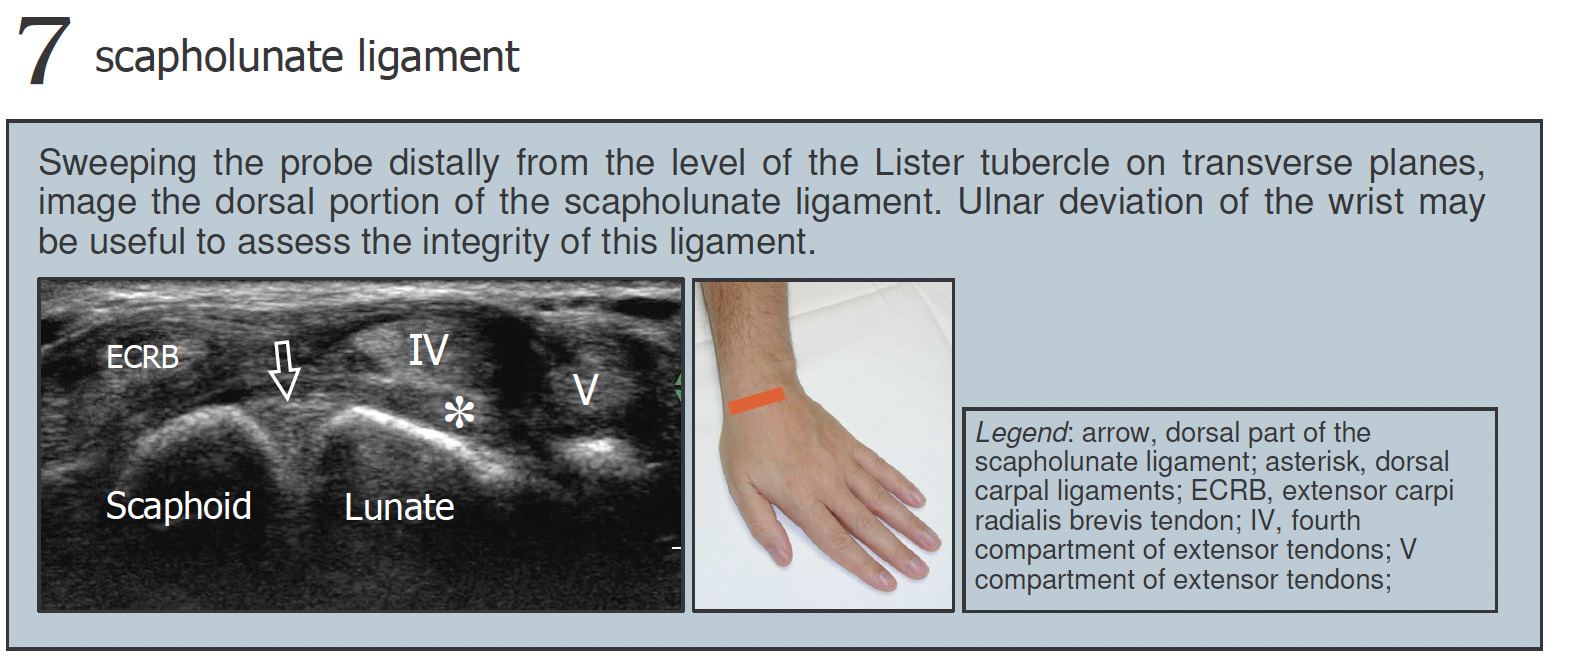 7 scapholunate ligament
Sweeping the probe distally from the level of the Lister tubercle on transverse planes,
image the dorsal portion of the scapholunate ligament. Ulnar deviation of the wrist may
be useful to assess the integrity of this ligament.
ECRB
IV
V
*
Scaphoid
Lunate
Legend: arrow, dorsal part of the
scapholunate ligament; asterisk, dorsal
carpal ligaments; ECRB, extensor carpi
radialis brevis tendon; IV, fourth
compartment of extensor tendons; V
compartment of extensor tendons;